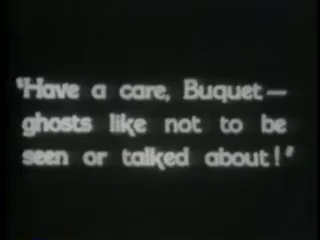 "Have a care, Buquet—
ghosts like not to be
seen or talked about!"